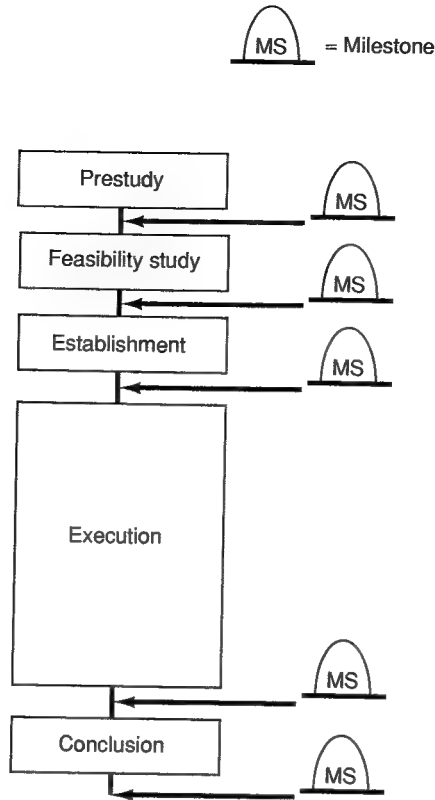 MS = Milestone
Prestudy
MS
Feasibility study
MS
Establishment
MS
Execution
MS
Conclusion
MS